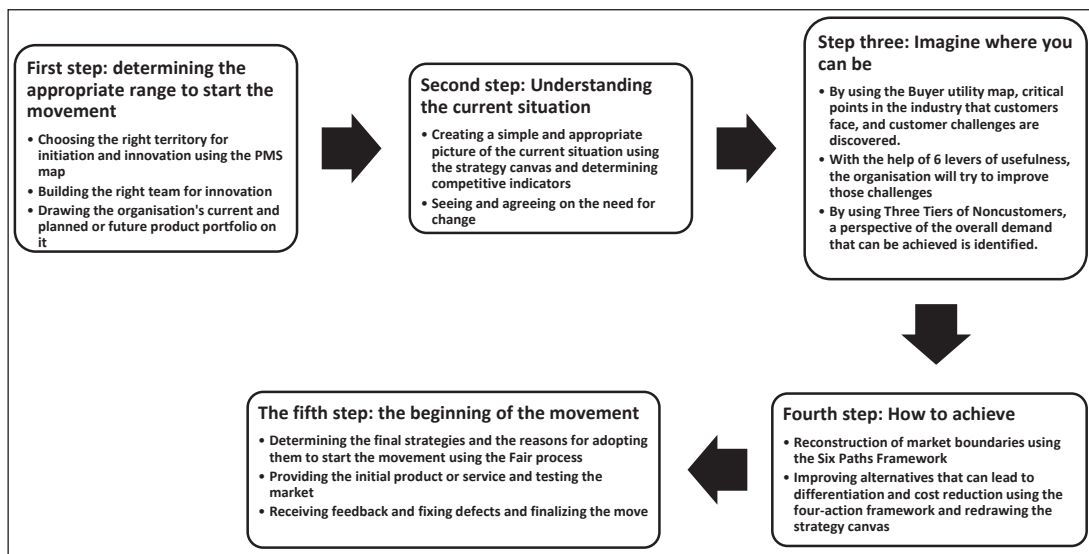 First step: determining the
appropriate range to start the
movement
• Choosing the right territory for
initiation and innovation using the PMS
map
• Building the right team for innovation
• Drawing the organisation's current and
planned or future product portfolio on
it
Second step: Understanding
the current situation
• Creating a simple and appropriate
picture of the current situation using
the strategy canvas and determining
competitive indicators
• Seeing and agreeing on the need for
change
Step three: Imagine where you
can be
• By using the Buyer utility map, critical
points in the industry that customers
face, and customer challenges are
discovered.
• With the help of 6 levers of usefulness,
the organisation will try to improve
those challenges
• By using Three Tiers of Noncustomers,
a perspective of the overall demand
that can be achieved is identified.
Fourth step: How to achieve
• Reconstruction of market boundaries using
the Six Paths Framework
• Improving alternatives that can lead to
differentiation and cost reduction using the
four-action framework and redrawing the
strategy canvas
The fifth step: the beginning of the movement
• Determining the final strategies and the reasons for adopting
them to start the movement using the Fair process
• Providing the initial product or service and testing the
market
• Receiving feedback and fixing defects and finalizing the move